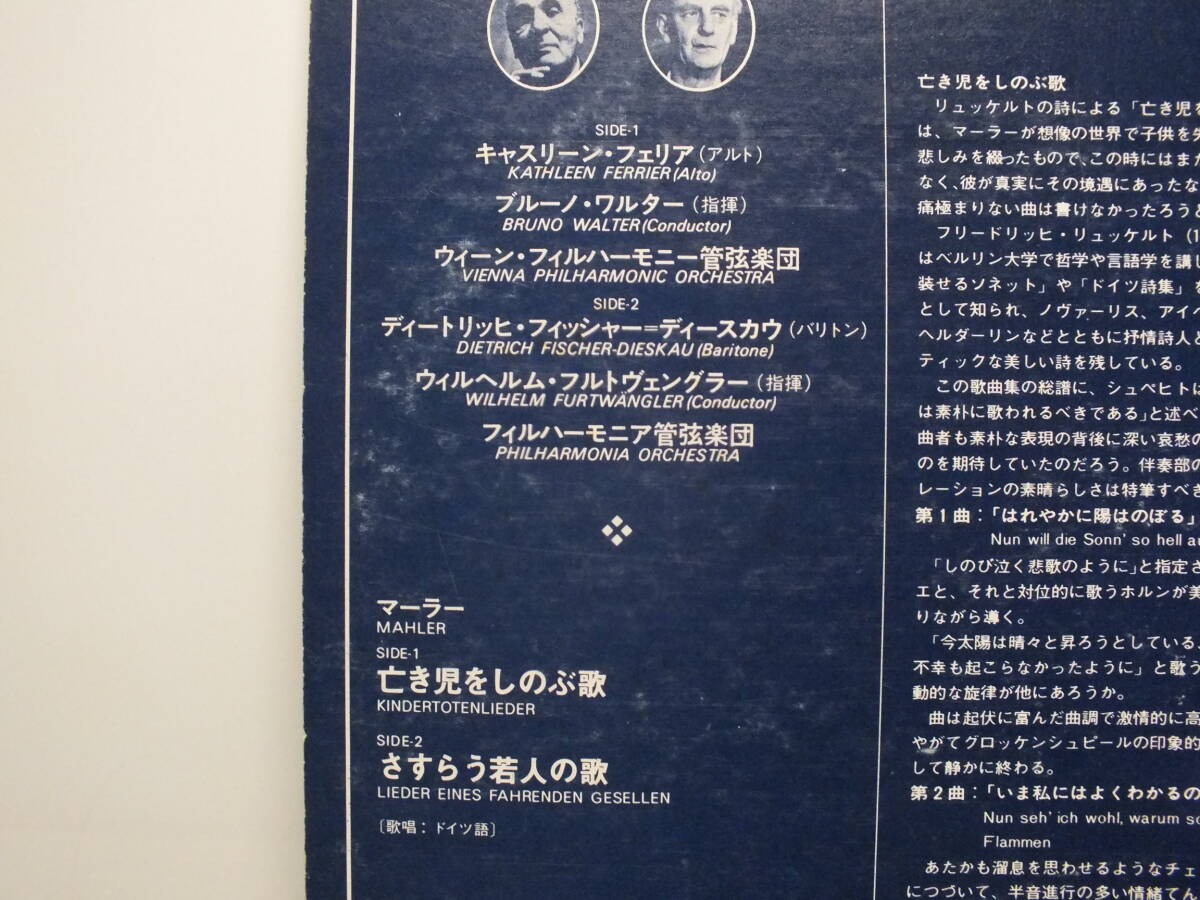 SIDE-1
キャスリーン・フェリア（アルト）
KATHLEEN FERRIER (Alto)
ブルーノ・ワルター（指揮）
BRUNO WALTER (Conductor)
ウィーン・フィルハーモニー管弦楽団
VIENNA PHILHARMONIC ORCHESTRA
SIDE-2
ディートリッヒ・フィッシャー＝ディースカウ（バリトン）
DIETRICH FISCHER-DIESKAU (Baritone)
ウィルヘルム・フルトヴェングラー（指揮）
WILHELM FURTWÄNGLER (Conductor)
フィルハーモニア管弦楽団
PHILHARMONIA ORCHESTRA
マーラー
MAHLER
SIDE-1
亡き児をしのぶ歌
KINDERTOTENLIEDER
SIDE-2
さすらう若人の歌
LIEDER EINES FAHRENDEN GESELLEN
〔歌唱：ドイツ語〕
亡き児をしのぶ歌
リュッケルトの詩による「亡き児を
は、マーラーが想像の世界で子供を失
悲しみを綴ったもので、この時にはまだ
なく、彼が真実にその境遇にあったな
痛極まりない曲は書けなかったろうと
フリードリッヒ・リュッケルト（1
はベルリン大学で哲学や言語学を講し
装せるソネット」や「ドイツ詩集」を
として知られ、ノヴァーリス、アイヘ
ヘルダーリンなどとともに抒情詩人と
ティックな美しい詩を残している。
この歌曲集の総譜に、シュペヒトは
は素朴に歌われるべきである」と述べ
曲者も素朴な表現の背後に深い哀愁の
のを期待していたのだろう。伴奏部の
レーションの素晴らしさは特筆すべき
第1曲：「はれやかに陽はのぼる」
Nun will die Sonn' so hell au
「しのび泣く悲歌のように」と指定さ
エと、それと対位的に歌うホルンが美
りながら導く。
「今太陽は晴々と昇ろうとしている、
不幸も起こらなかったように」と歌う
動的な旋律が他にあろうか。
曲は起伏に富んだ曲調で激情的に高
やがてグロッケンシュピールの印象的
して静かに終わる。
第2曲：「いま私にはよくわかるの
Nun seh' ich wohl, warum so
Flammen
あたかも溜息を思わせるようなチェ
につづいて、半音進行の多い情緒てん